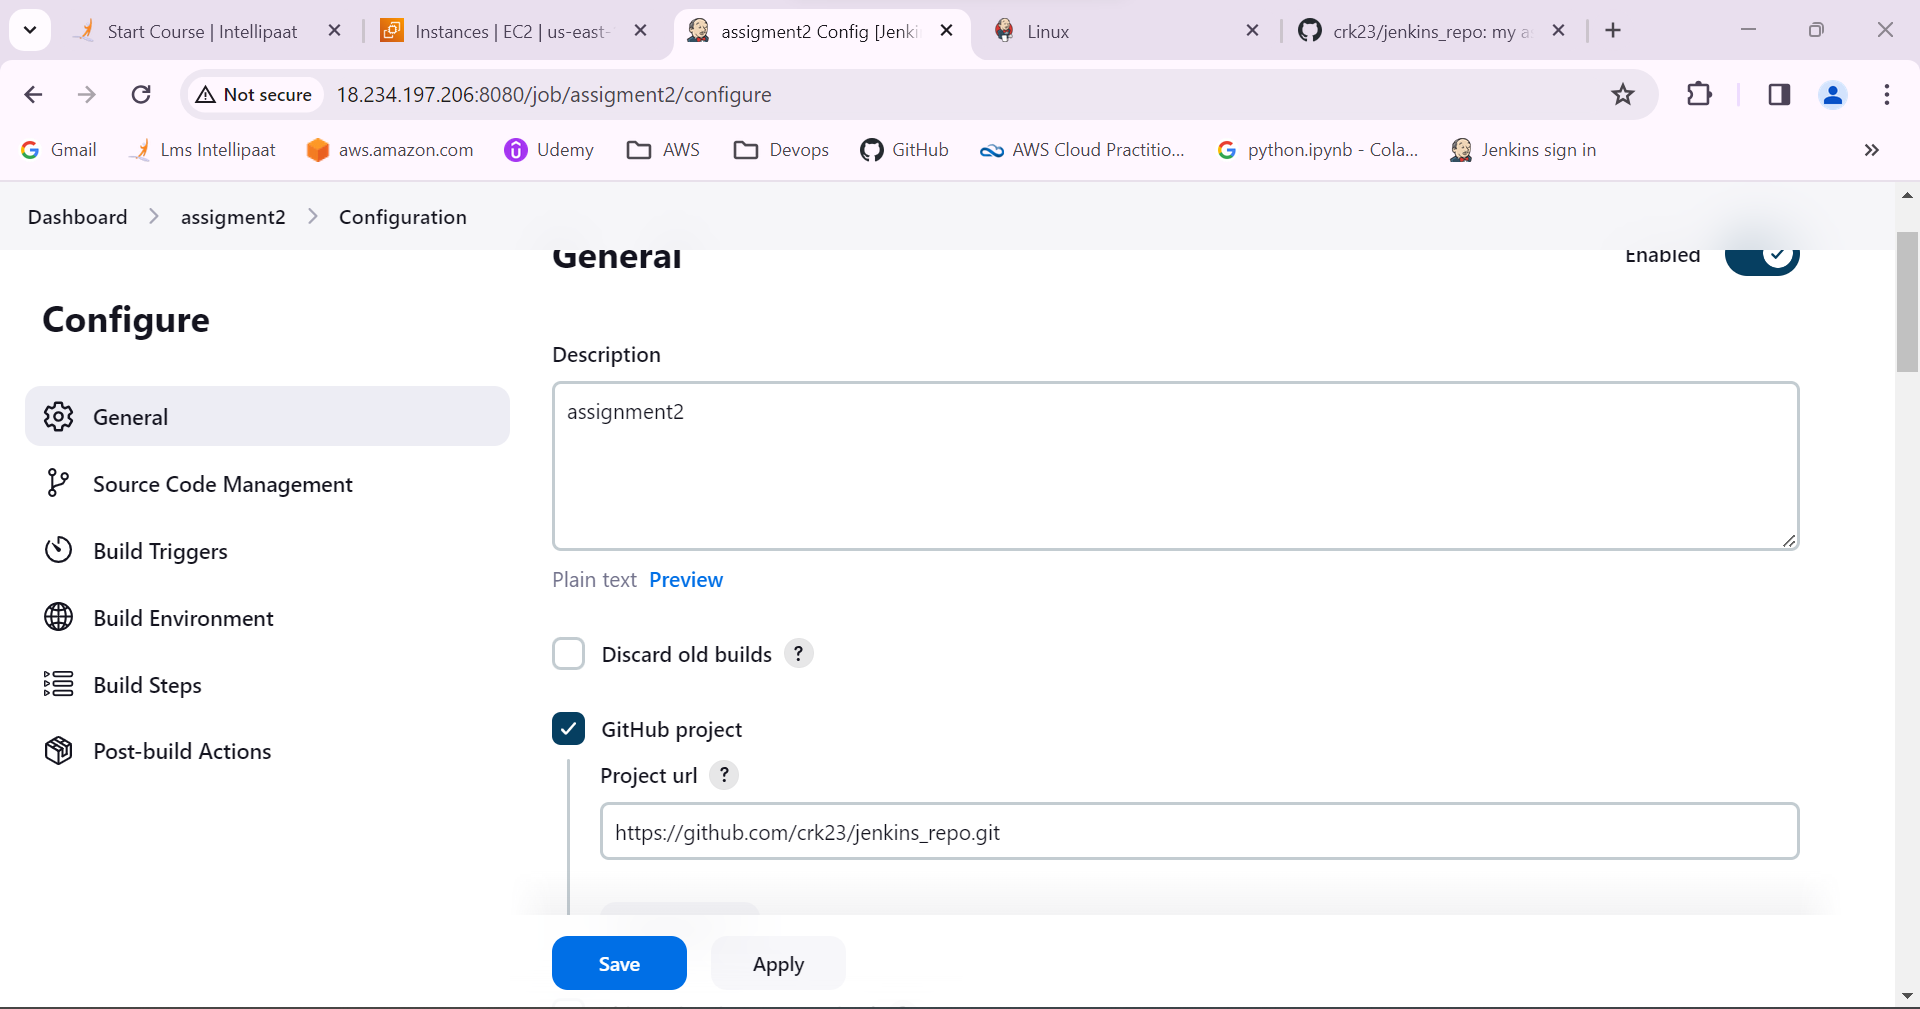 Start Course | Intellipaat
Instances | EC2 | us-east-
assigment2 Config [Jenki
Linux
crk23/jenkins_repo: my a
Not secure
18.234.197.206:8080/job/assigment2/configure
Gmail
Lms Intellipaat
aws.amazon.com
Udemy
AWS
Devops
GitHub
AWS Cloud Practitio...
python.ipynb - Cola...
Jenkins sign in
Dashboard
assigment2
Configuration
General
Enabled
Configure
Description
General
assignment2
Source Code Management
Build Triggers
Plain text Preview
Build Environment
Discard old builds ?
Build Steps
GitHub project
Post-build Actions
Project url ?
https://github.com/crk23/jenkins_repo.git
Save
Apply